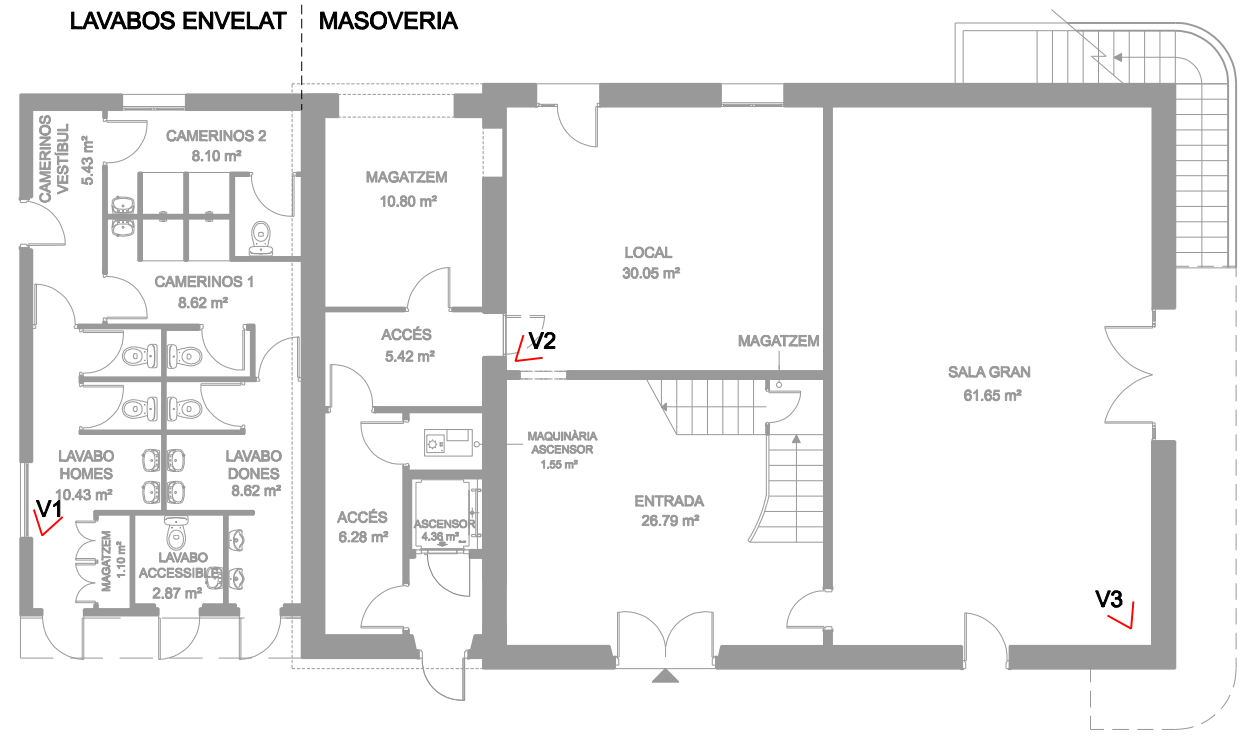 LAVABOS ENVELAT
MASOVERIA
CAMERINOS
VESTÍBUL
5.43 m²
CAMERINOS 2
8.10 m²
MAGATZEM
10.80 m²
LOCAL
30.05 m²
CAMERINOS 1
8.62 m²
ACCÉS
5.42 m²
V2
MAGATZEM
SALA GRAN
61.65 m²
MAQUINÀRIA
ASCENSOR
1.55 m²
LAVABO
HOMES
10.43 m²
LAVABO
DONES
8.62 m²
V1
ENTRADA
26.79 m²
ACCÉS
6.28 m²
ASCENSOR
4.36 m²
MAGATZEM
1.10 m²
LAVABO
ACCESSIBLE
2.87 m²
V3